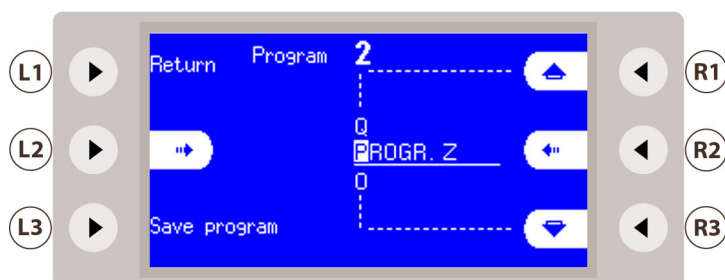 L1
Return Program 2
R1
Q
L2
PROGR. Z
R2
O
L3
Save program
R3